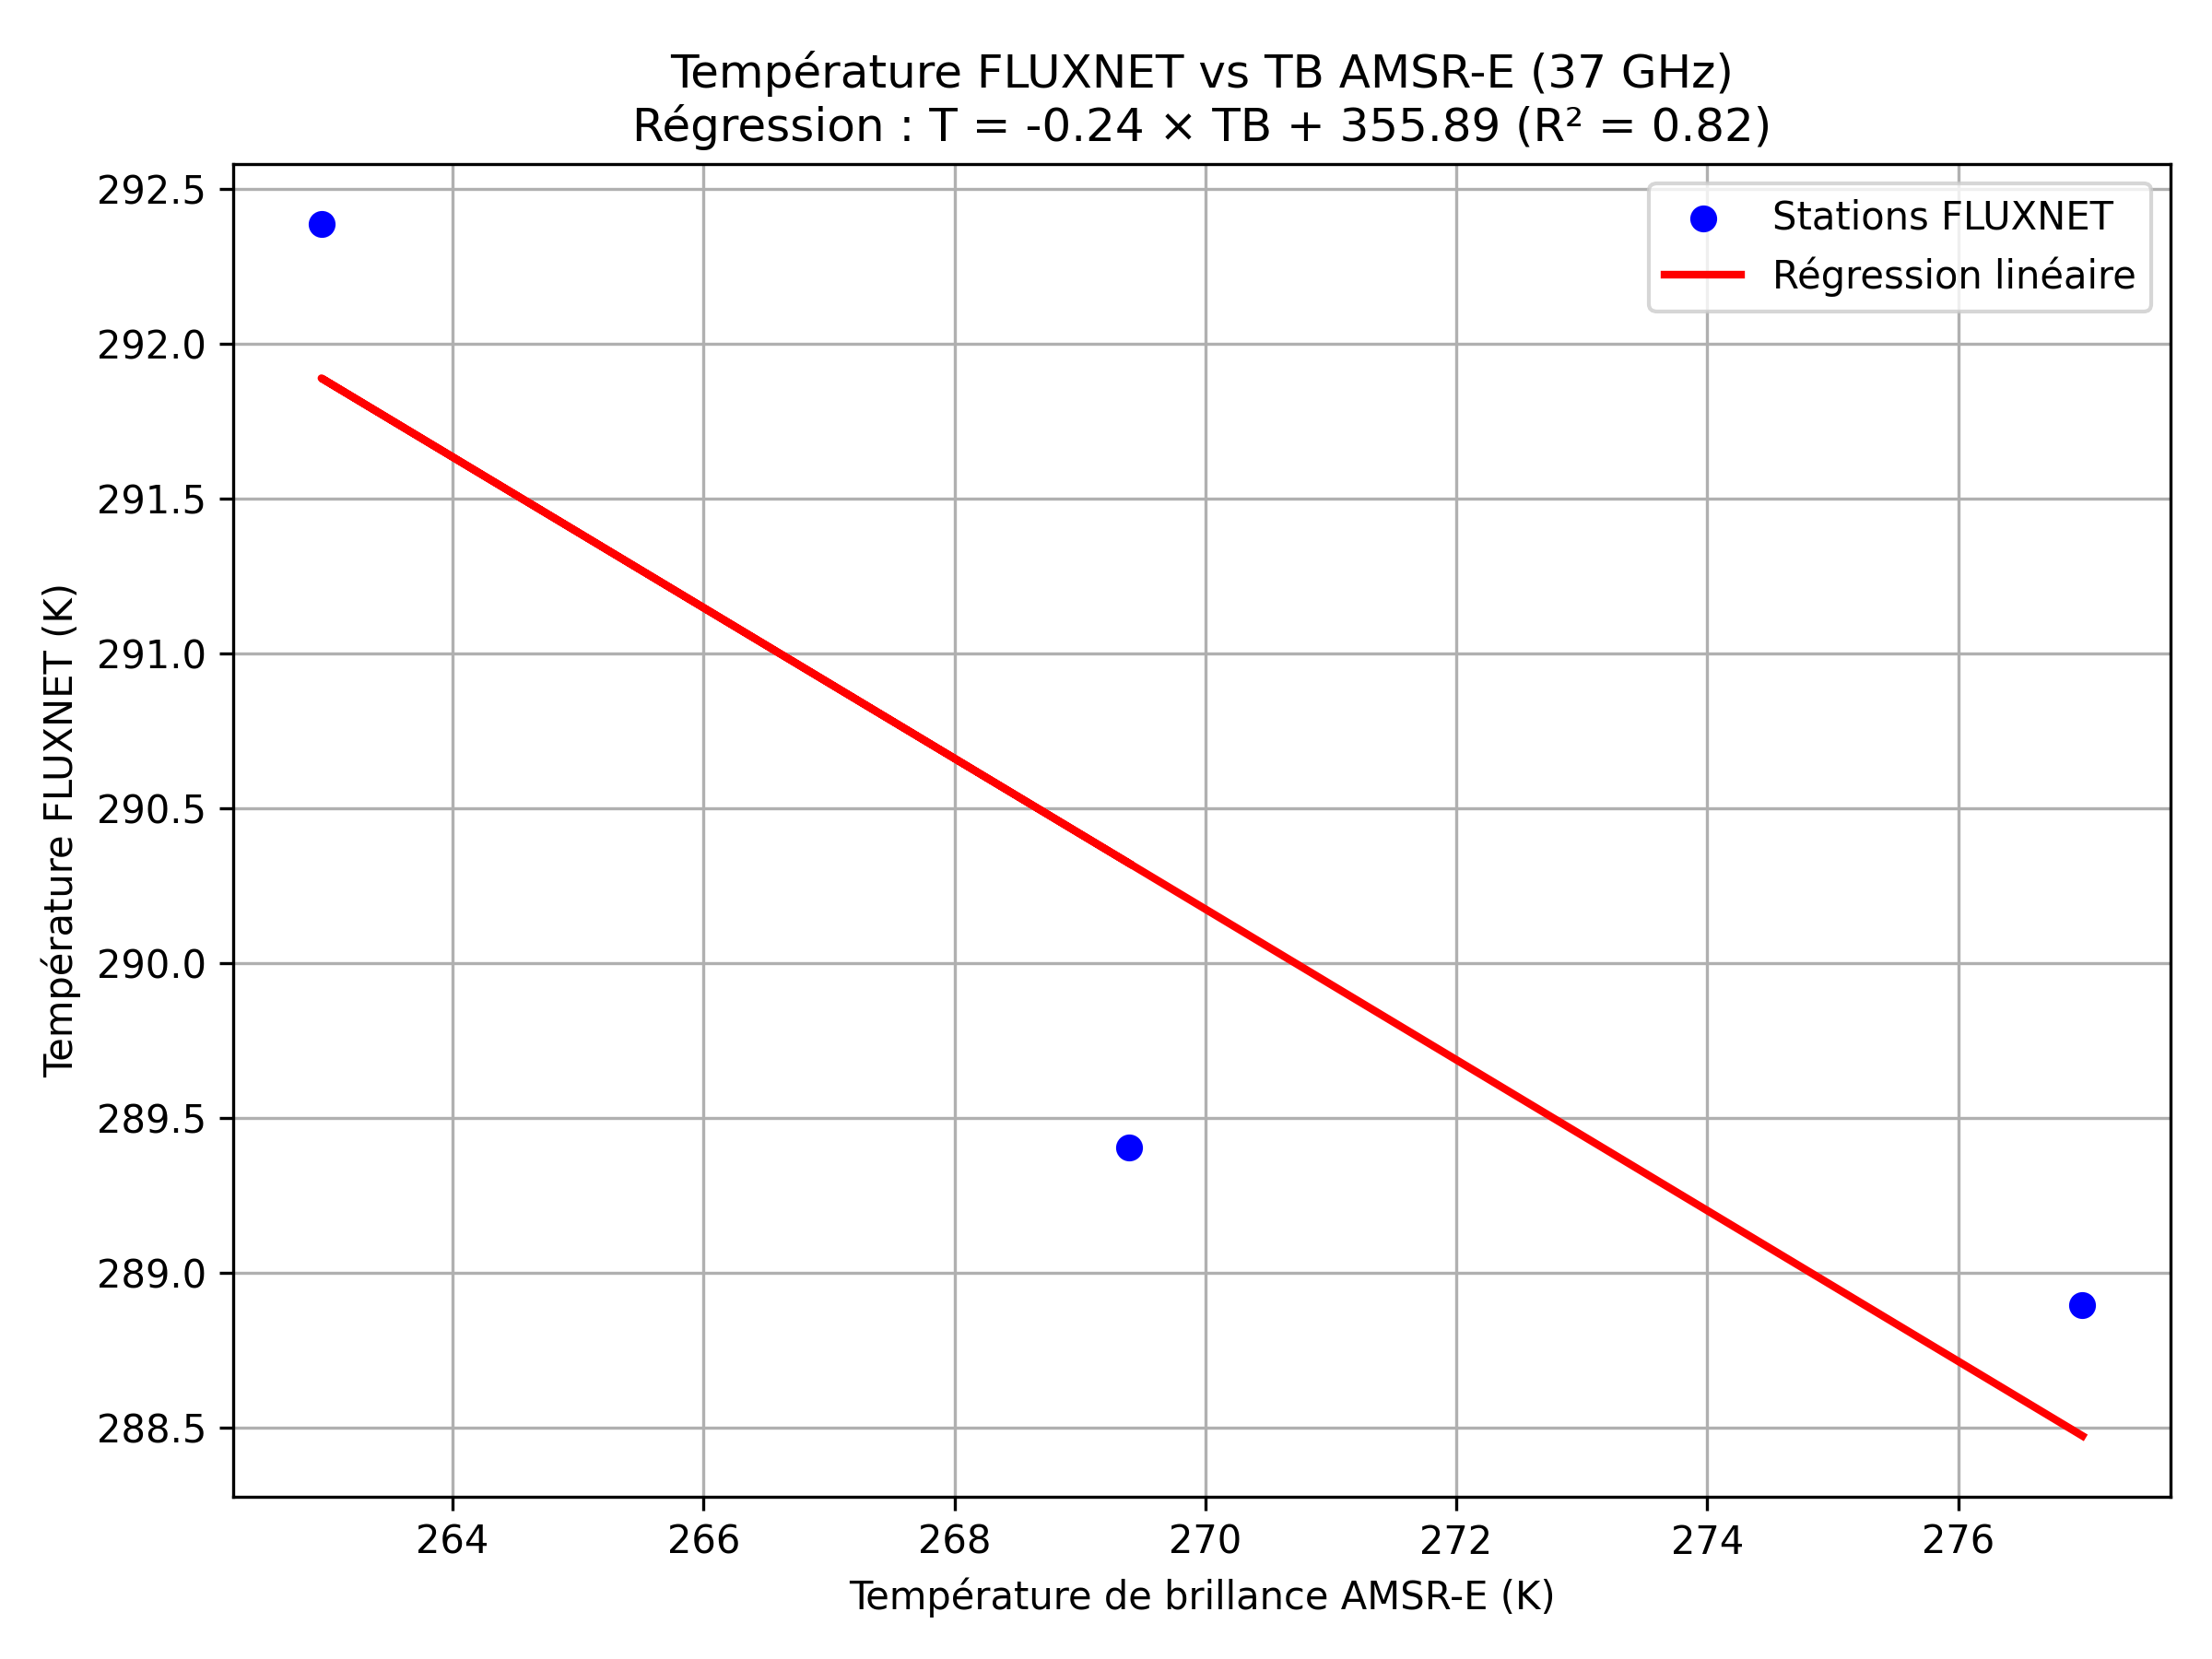 Température FLUXNET vs TB AMSR-E (37 GHz)
Régression : T = -0.24 × TB + 355.89 (R² = 0.82)
Stations FLUXNET
Régression linéaire
Température FLUXNET (K)
292.5
292.0
291.5
291.0
290.5
290.0
289.5
289.0
288.5
264 266 268 270 272 274 276
Température de brillance AMSR-E (K)